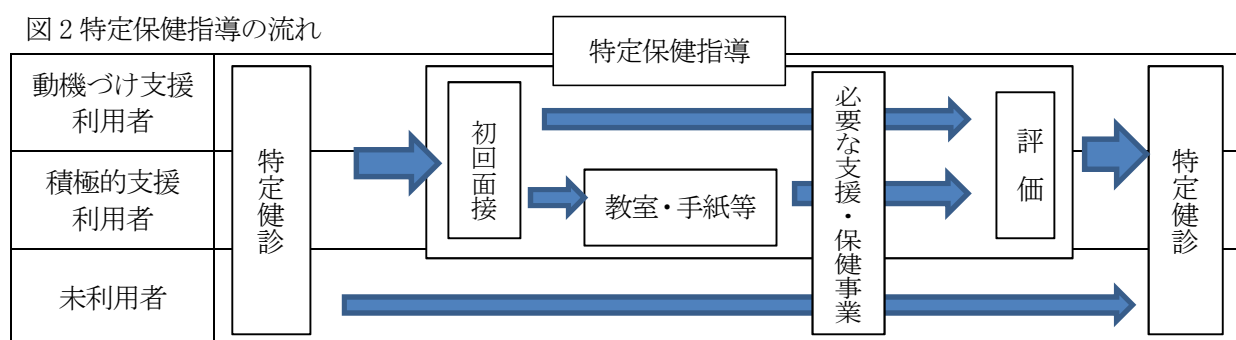 図2 特定保健指導の流れ
特定保健指導
動機づけ支援
利用者
積極的支援
利用者
未利用者
特定健診
初回面接
教室・手紙等
必要な支援・保健事業
評価
特定健診